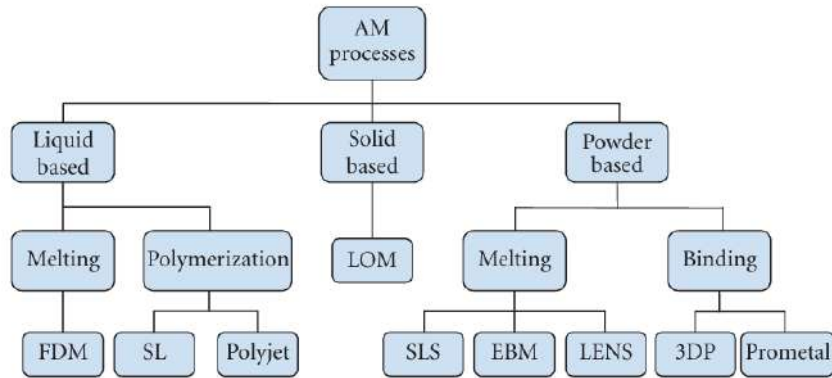 AM
processes
Liquid
based
Solid
based
Powder
based
Melting
Polymerization
LOM
Melting
Binding
FDM
SL
Polyjet
SLS
EBM
LENS
3DP
Prometal